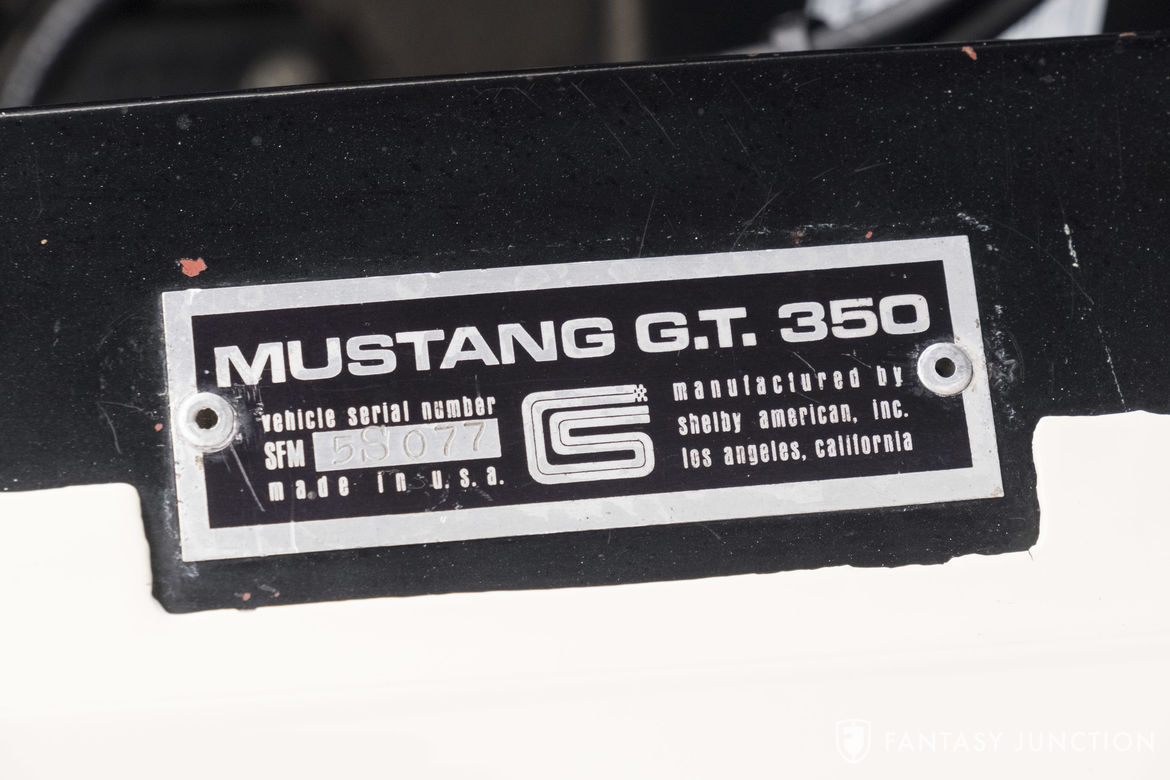 MUSTANG G.T. 350
vehicle serial number
SFM 5S077
made in U.S.a.
manufactured by
shelby american, inc.
los angeles, california
FANTASY JUNCTION